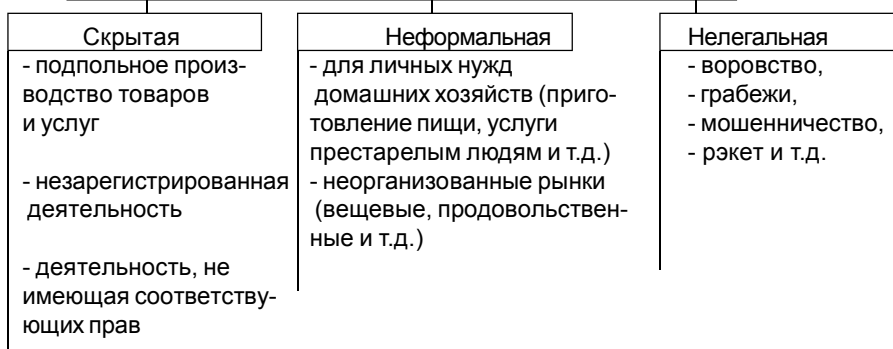 Скрытая
- подпольное произ-
водство товаров
и услуг
- незарегистрированная
деятельность
- деятельность, не
имеющая соответству-
ющих прав
Неформальная
- для личных нужд
домашних хозяйств (приго-
товление пищи, услуги
престарелым людям и т.д.)
- неорганизованные рынки
(вещевые, продовольствен-
ные и т.д.)
Нелегальная
- воровство,
- грабежи,
- мошенничество,
- рэкет и т.д.